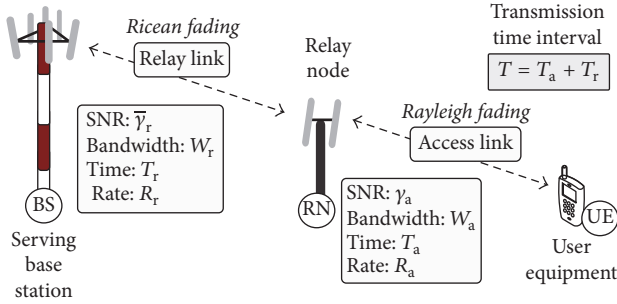 Ricean fading
Relay link
SNR: γ̅r
Bandwidth: Wr
Time: Tr
Rate: Rr
BS
Serving
base
station
Relay
node
RN
Rayleigh fading
Access link
SNR: γa
Bandwidth: Wa
Time: Ta
Rate: Ra
Transmission
time interval
T = Ta + Tr
UE
User
equipment